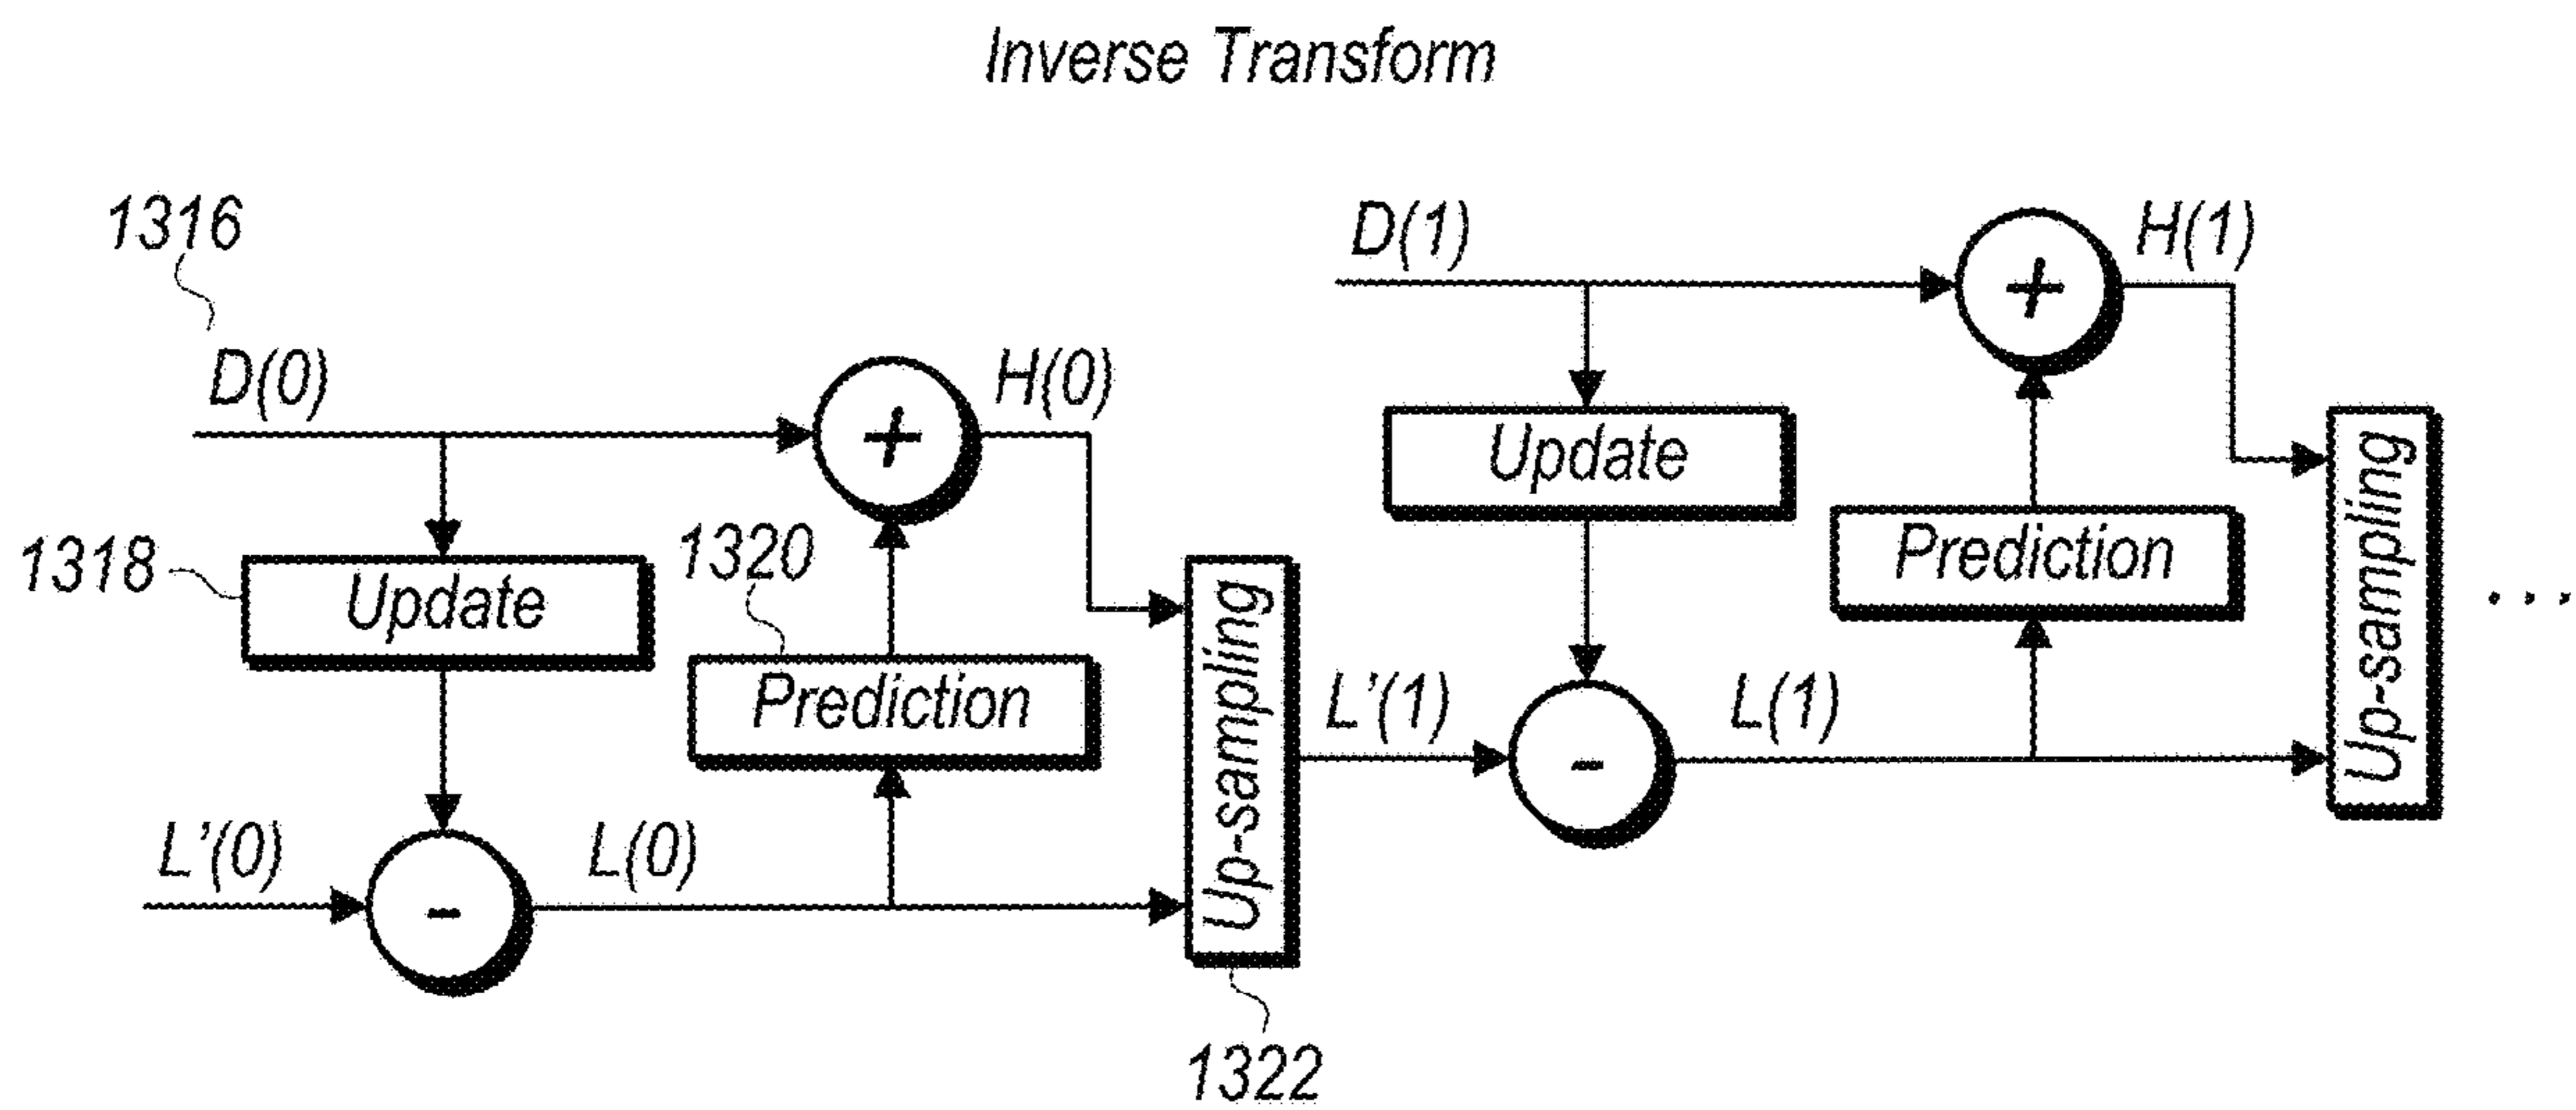 Inverse Transform
1316
D(0)
H(0)
1318
Update
1320
Prediction
L'(0)
-
L(0)
+
Up-sampling
1322
D(1)
+
H(1)
Update
Prediction
L'(1)
-
L(1)
Up-sampling
...